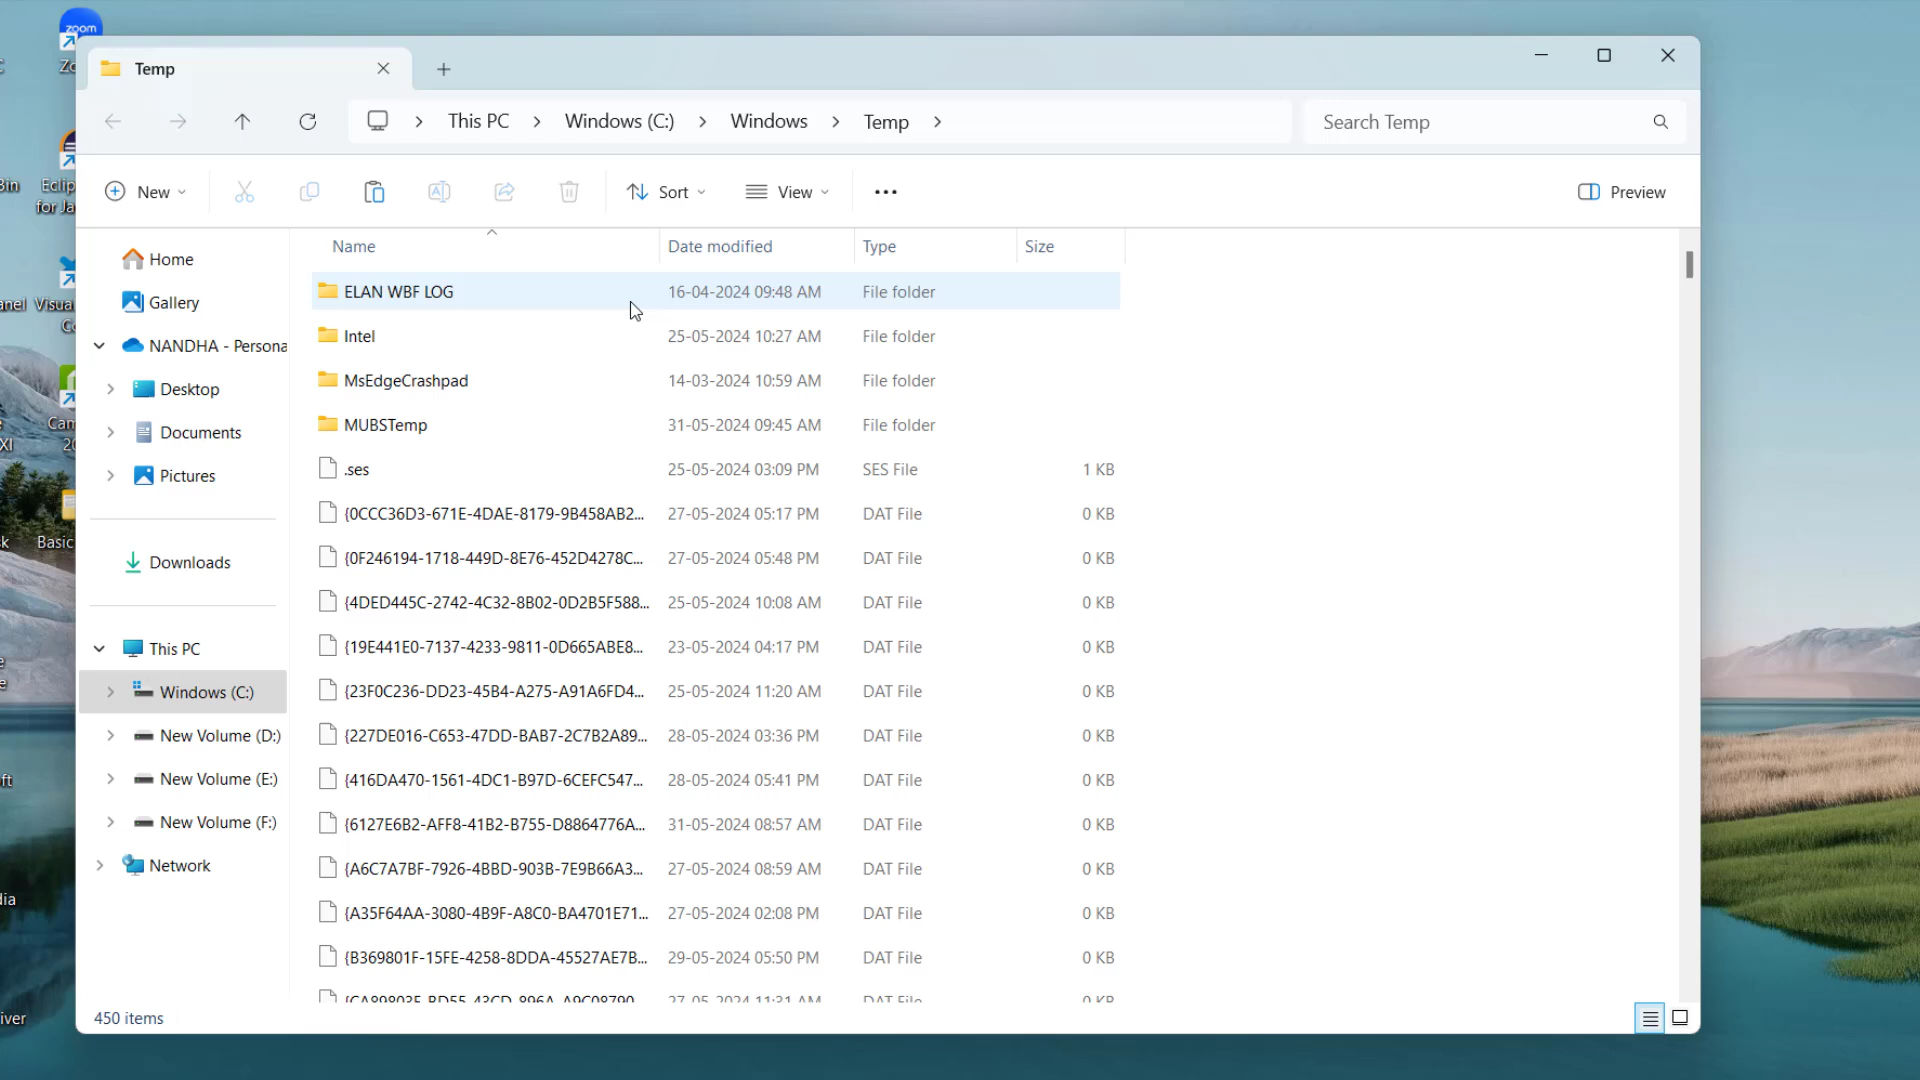 zoom
Temp
This PC
Windows (C:)
Windows
Temp
Search Temp
New
Sort
View
Preview
Home
Gallery
NANDHA - Persona
Desktop
Documents
Pictures
Downloads
This PC
Windows (C:)
New Volume (D:)
New Volume (E:)
New Volume (F:)
Network
Name Date modified Type Size
ELAN WBF LOG 16-04-2024 09:48 AM File folder
Intel 25-05-2024 10:27 AM File folder
MsEdgeCrashpad 14-03-2024 10:59 AM File folder
MUBSTemp 31-05-2024 09:45 AM File folder
.ses 25-05-2024 03:09 PM SES File 1 KB
{0CCC36D3-671E-4DAE-8179-9B458AB2... 27-05-2024 05:17 PM DAT File 0 KB
{0F246194-1718-449D-8E76-452D4278C... 27-05-2024 05:48 PM DAT File 0 KB
{4DED445C-2742-4C32-8B02-0D2B5F588... 25-05-2024 10:08 AM DAT File 0 KB
{19E441E0-7137-4233-9811-0D665ABE8... 23-05-2024 04:17 PM DAT File 0 KB
{23F0C236-DD23-45B4-A275-A91A6FD4... 25-05-2024 11:20 AM DAT File 0 KB
{227DE016-C653-47DD-BAB7-2C7B2A89... 28-05-2024 03:36 PM DAT File 0 KB
{416DA470-1561-4DC1-B97D-6CEFC547... 28-05-2024 05:41 PM DAT File 0 KB
{6127E6B2-AFF8-41B2-B755-D8864776A... 31-05-2024 08:57 AM DAT File 0 KB
{A6C7A7BF-7926-4BBD-903B-7E9B66A3... 27-05-2024 08:59 AM DAT File 0 KB
{A35F64AA-3080-4B9F-A8C0-BA4701E71... 27-05-2024 02:08 PM DAT File 0 KB
{B369801F-15FE-4258-8DDA-45527AE7B... 29-05-2024 05:50 PM DAT File 0 KB
27-05-2024 11:31 AM DAT File 0 KB
450 items
Bin
Eclip
for Ja
anel
Visua
Basic